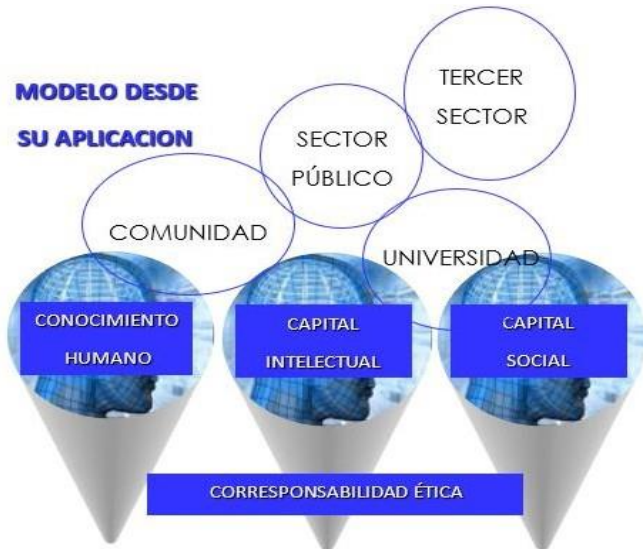 MODELO DESDE
SU APLICACION
TERCER
SECTOR
SECTOR
PÚBLICO
COMUNIDAD
UNIVERSIDAD
CONOCIMIENTO
HUMANO
CAPITAL
INTELECTUAL
CAPITAL
SOCIAL
CORRESPONSABILIDAD ÉTICA